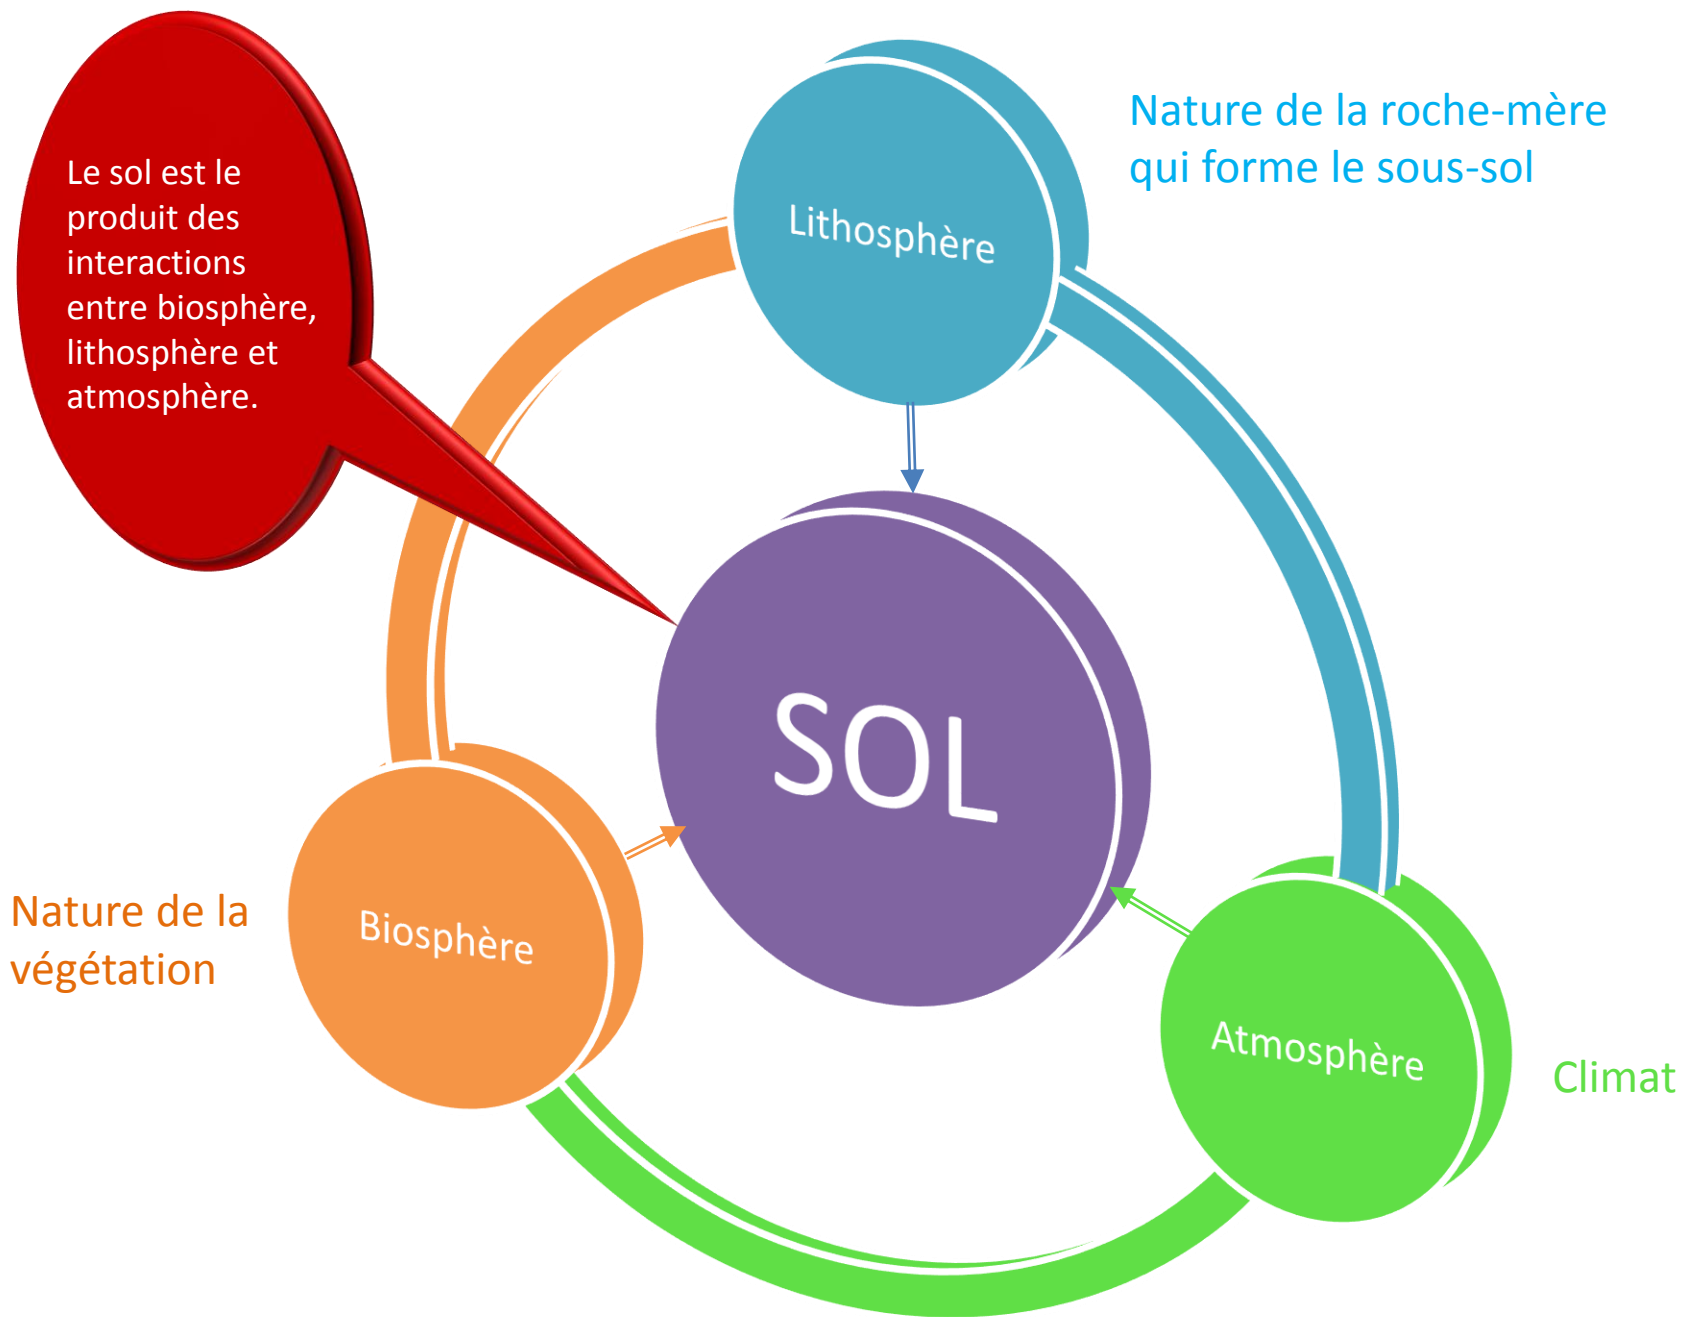 Le sol est le
produit des
interactions
entre biosphère,
lithosphère et
atmosphère.
Nature de la roche-mère
qui forme le sous-sol
Lithosphère
SOL
Nature de la
végétation
Biosphère
Atmosphère
Climat